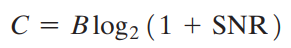 C = B log₂ (1 + SNR)